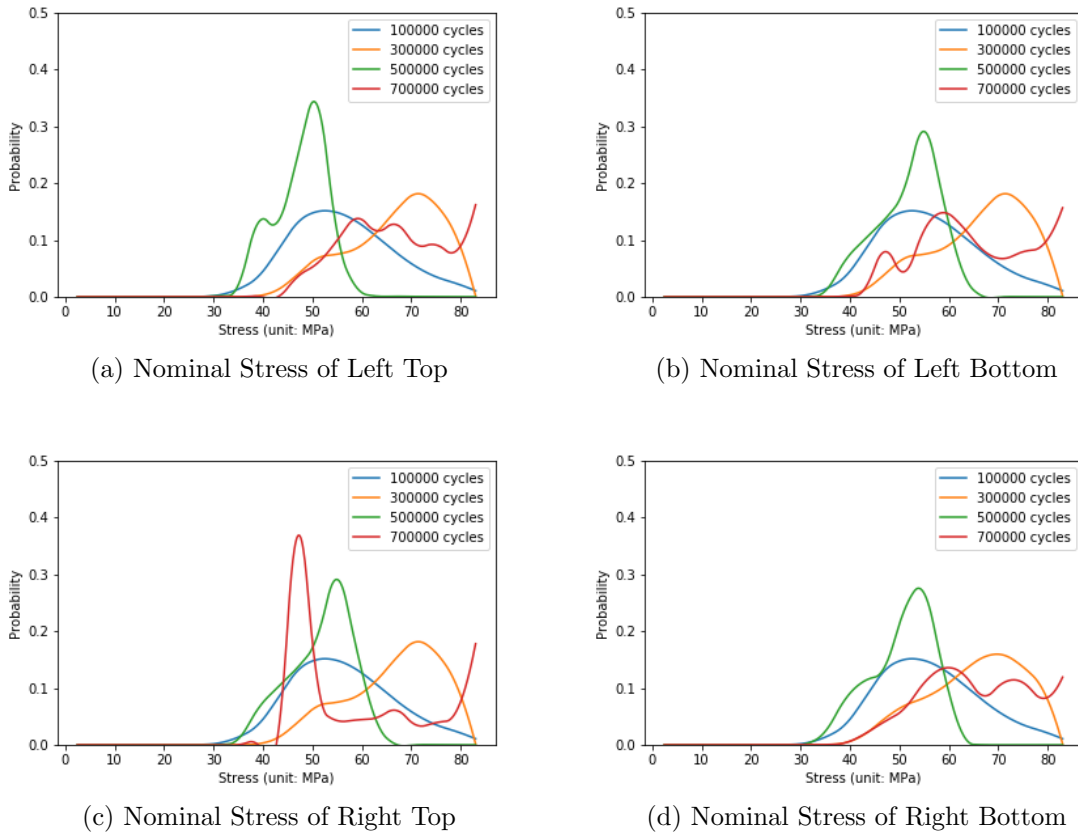 0.5
0.4
0.3
0.2
0.1
0.0
Probability
100000 cycles
300000 cycles
500000 cycles
700000 cycles
0 10 20 30 40 50 60 70 80
Stress (unit: MPa)
(a) Nominal Stress of Left Top
0.5
0.4
0.3
0.2
0.1
0.0
Probability
100000 cycles
300000 cycles
500000 cycles
700000 cycles
0 10 20 30 40 50 60 70 80
Stress (unit: MPa)
(b) Nominal Stress of Left Bottom
0.5
0.4
0.3
0.2
0.1
0.0
Probability
100000 cycles
300000 cycles
500000 cycles
700000 cycles
0 10 20 30 40 50 60 70 80
Stress (unit: MPa)
(c) Nominal Stress of Right Top
0.5
0.4
0.3
0.2
0.1
0.0
Probability
100000 cycles
300000 cycles
500000 cycles
700000 cycles
0 10 20 30 40 50 60 70 80
Stress (unit: MPa)
(d) Nominal Stress of Right Bottom